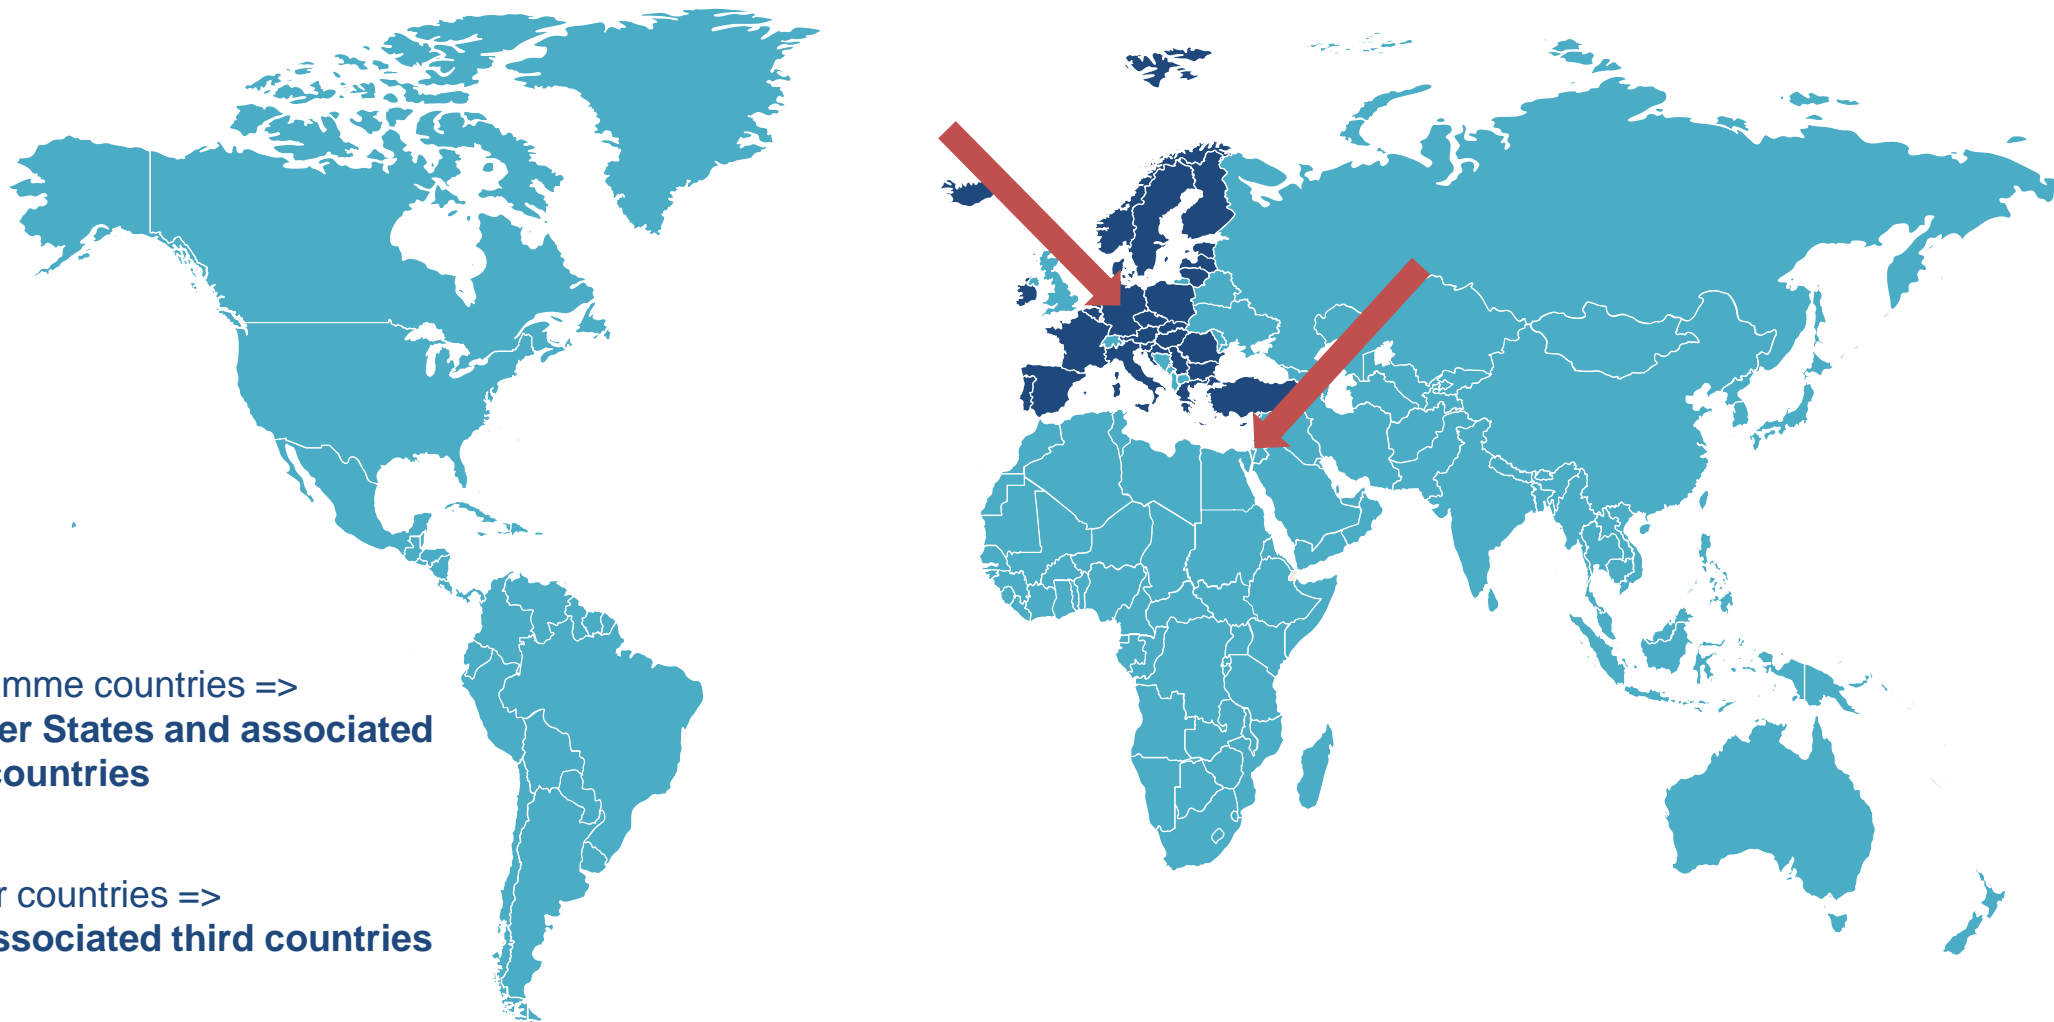 mme countries =>
er States and associated
countries
r countries =>
ssociated third countries